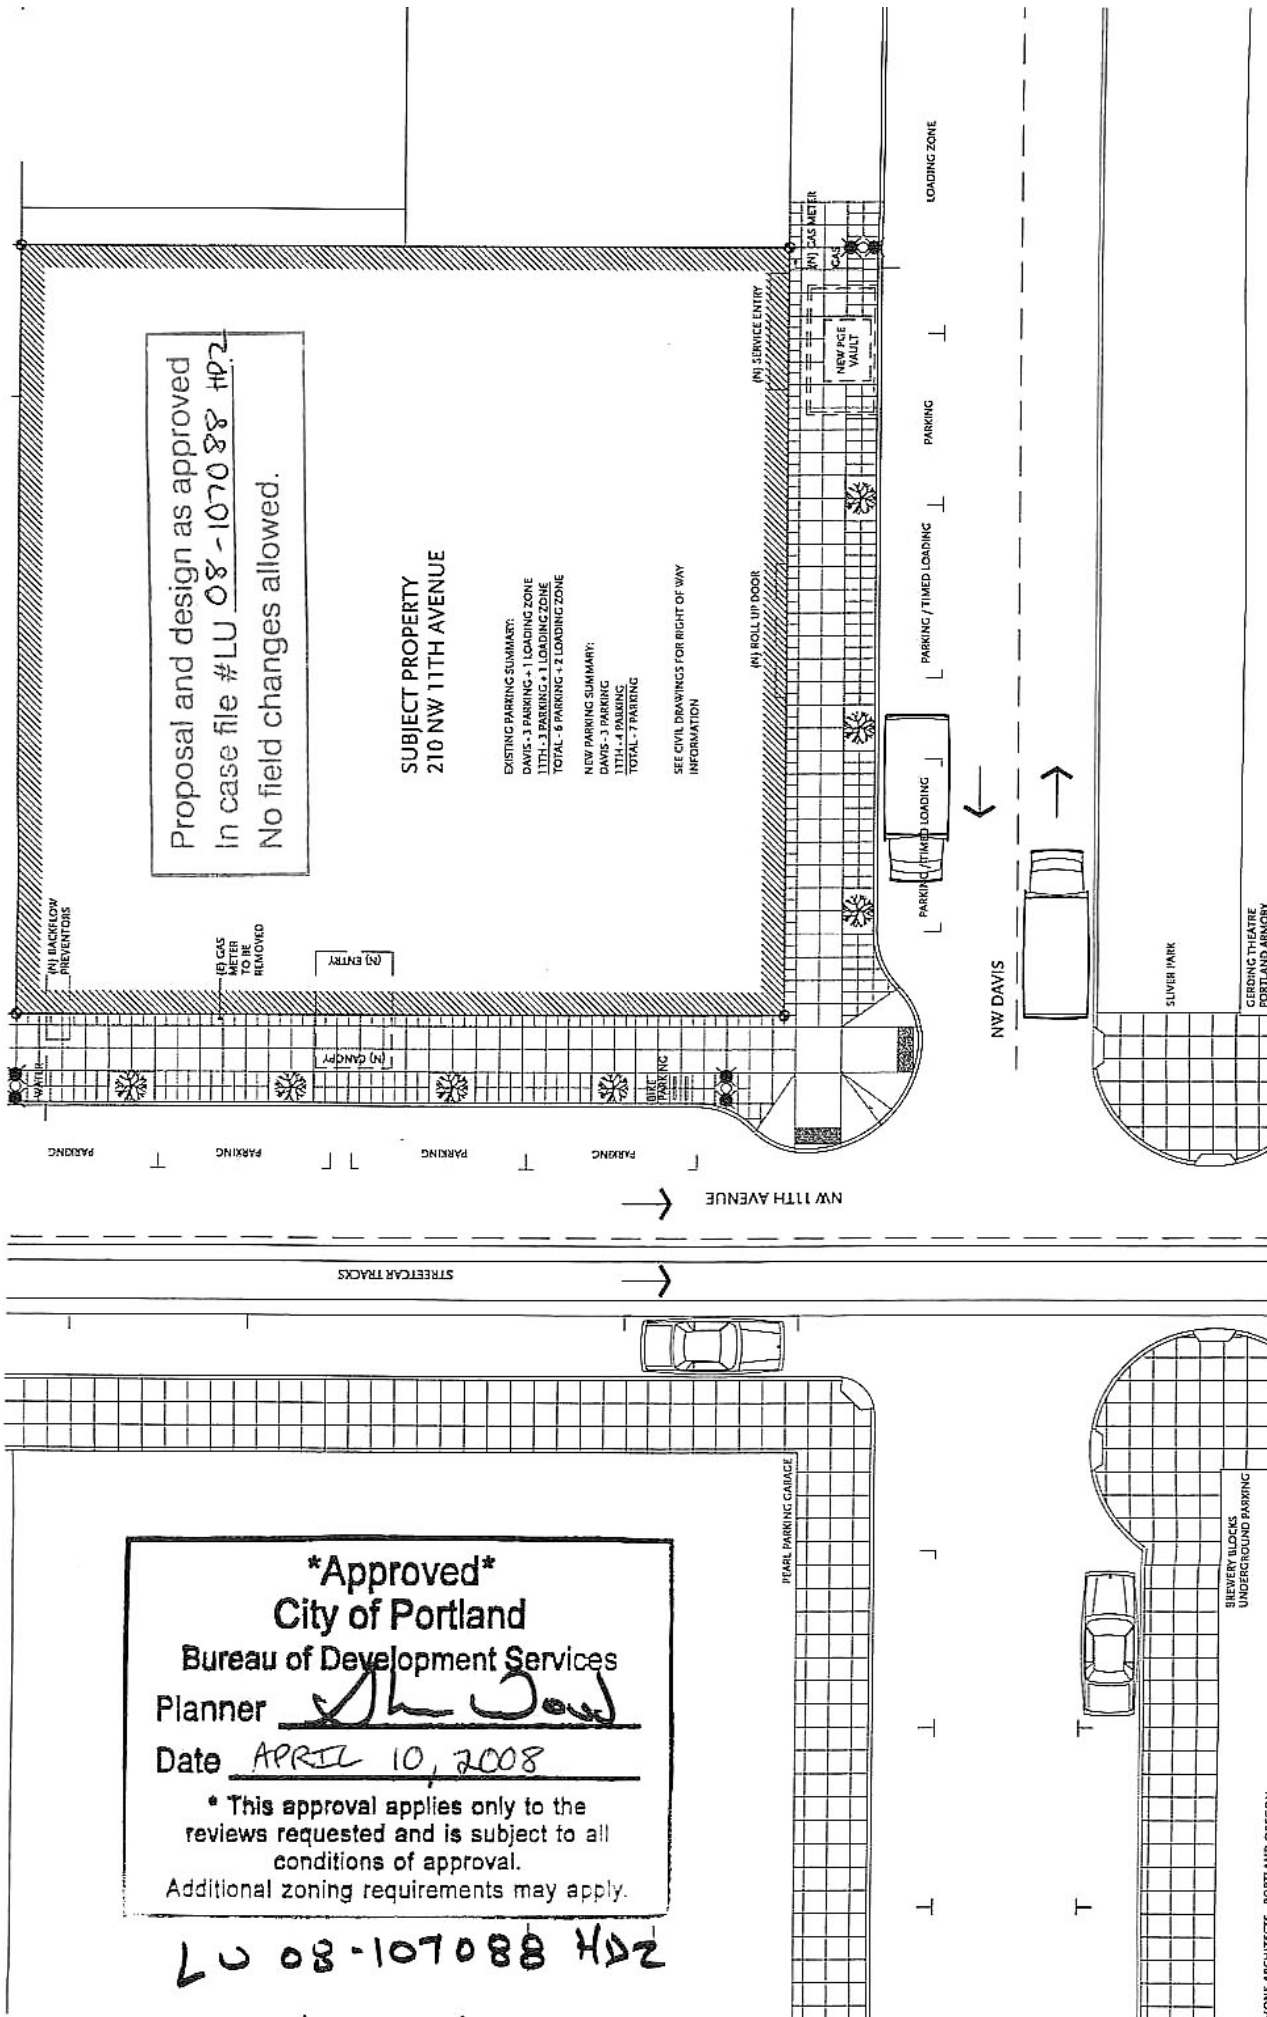 Proposal and design as approved
In case file #LU 08-107088 HDZ
No field changes allowed.
SUBJECT PROPERTY
210 NW 11TH AVENUE
EXISTING PARKING SUMMARY:
DAVIS - 3 PARKING + 1 LOADING ZONE
11TH - 3 PARKING + 1 LOADING ZONE
TOTAL - 6 PARKING + 2 LOADING ZONE
NEW PARKING SUMMARY:
DAVIS - 3 PARKING
11TH - 4 PARKING
TOTAL - 7 PARKING
SEE CIVIL DRAWINGS FOR RIGHT OF WAY
INFORMATION
(N) BACKFLOW
PREVENTORS
(E) GAS
METER
TO BE
REMOVED
(N) ENTRY
(N) CANOPY
WATER
BIKE
PARKING
(N) ROLL UP DOOR
(N) SERVICE ENTRY
(N) GAS METER
GAS
NEW PGE
VAULT
LOADING ZONE
PARKING
PARKING / TIMED LOADING
PARKING / TIMED LOADING
NW DAVIS
SLIVER PARK
GERDING THEATRE
PORTLAND ARMORY
PARKING
PARKING
PARKING
PARKING
NW 11TH AVENUE
STREETCAR TRACKS
PEARL PARKING GARAGE
BREWERY BLOCKS
UNDERGROUND PARKING
*Approved*
City of Portland
Bureau of Development Services
Planner
Date APRIL 10, 2008
* This approval applies only to the
reviews requested and is subject to all
conditions of approval.
Additional zoning requirements may apply.
LU 08-107088 HDZ